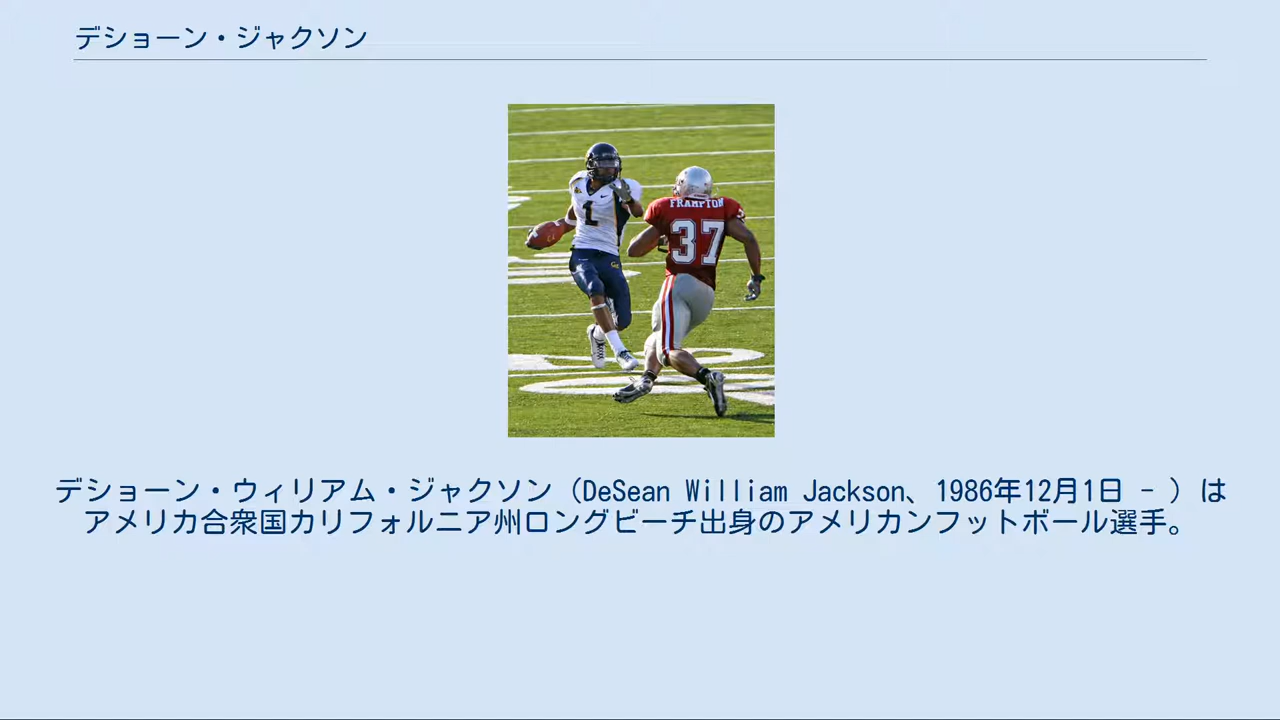 デショーン・ジャクソン
1
FRAMPTON
37
デショーン・ウィリアム・ジャクソン（DeSean William Jackson、1986年12月1日 - ）は
アメリカ合衆国カリフォルニア州ロングビーチ出身のアメリカンフットボール選手。